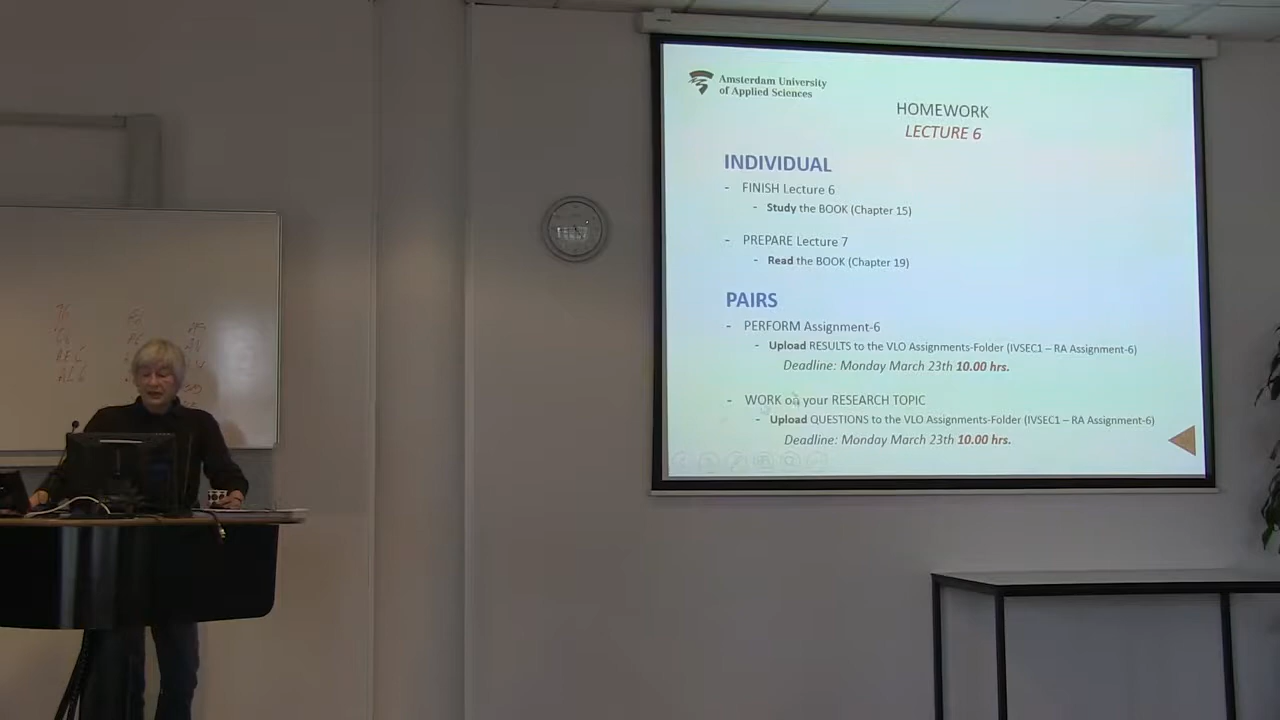 Amsterdam University
of Applied Sciences
HOMEWORK
LECTURE 6
INDIVIDUAL
- FINISH Lecture 6
- Study the BOOK (Chapter 15)
- PREPARE Lecture 7
- Read the BOOK (Chapter 19)
PAIRS
- PERFORM Assignment-6
- Upload RESULTS to the VLO Assignments-Folder (IVSEC1 – RA Assignment-6)
Deadline: Monday March 23th 10.00 hrs.
- WORK on your RESEARCH TOPIC
- Upload QUESTIONS to the VLO Assignments-Folder (IVSEC1 – RA Assignment-6)
Deadline: Monday March 23th 10.00 hrs.